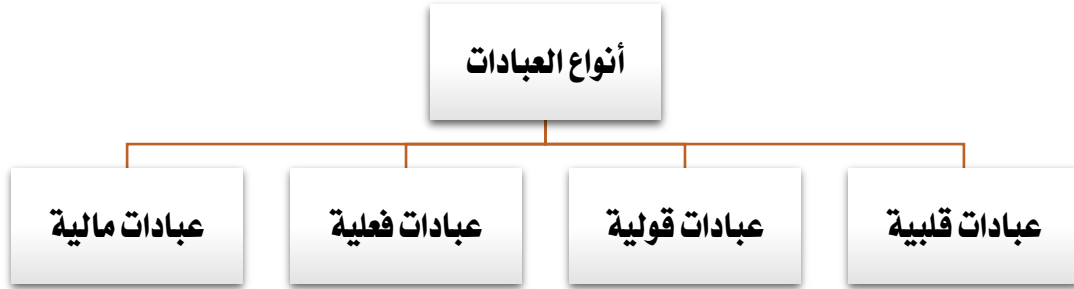 أنواع العبادات
عبادات قلبية
عبادات قولية
عبادات فعلية
عبادات مالية